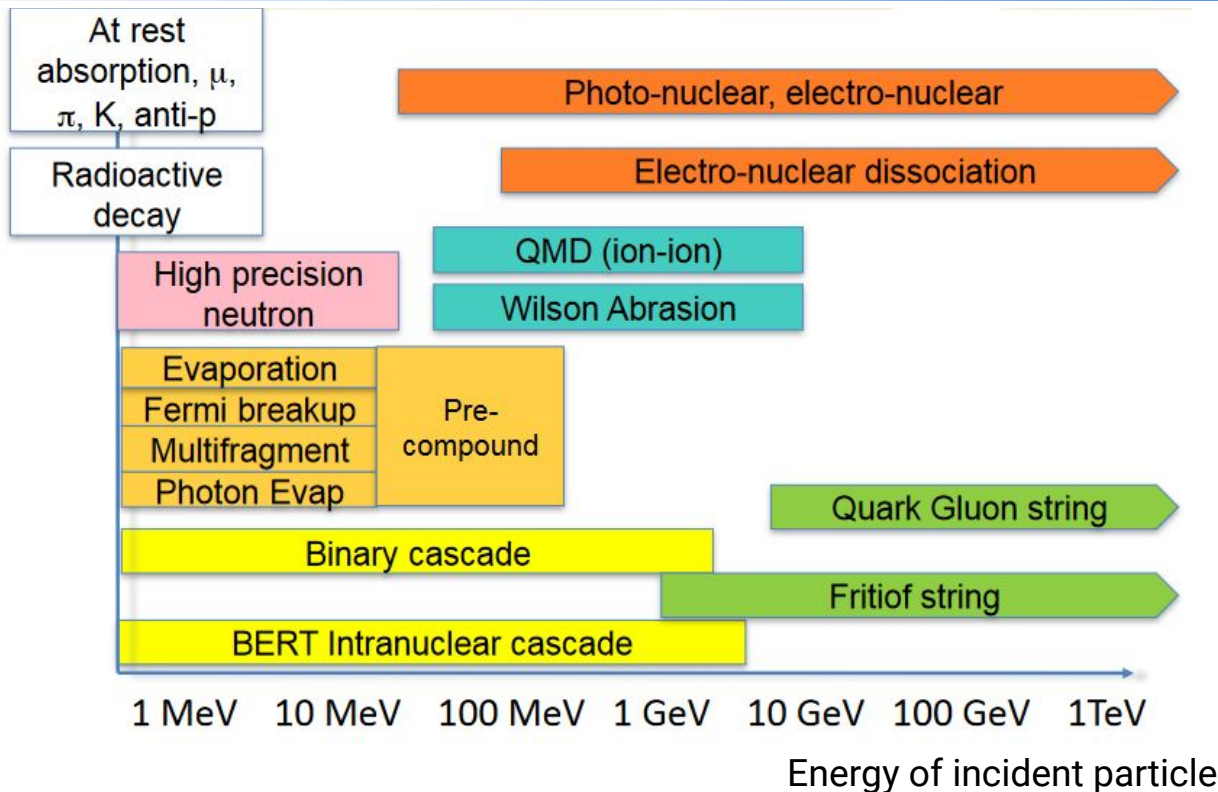 At rest
absorption, μ,
π, K, anti-p
Photo-nuclear, electro-nuclear
Radioactive
decay
Electro-nuclear dissociation
High precision
neutron
QMD (ion-ion)
Wilson Abrasion
Evaporation
Fermi breakup
Multifragment
Photon Evap
Pre-
compound
Quark Gluon string
Binary cascade
Fritiof string
BERT Intranuclear cascade
1 MeV 10 MeV 100 MeV 1 GeV 10 GeV 100 GeV 1TeV
Energy of incident particle